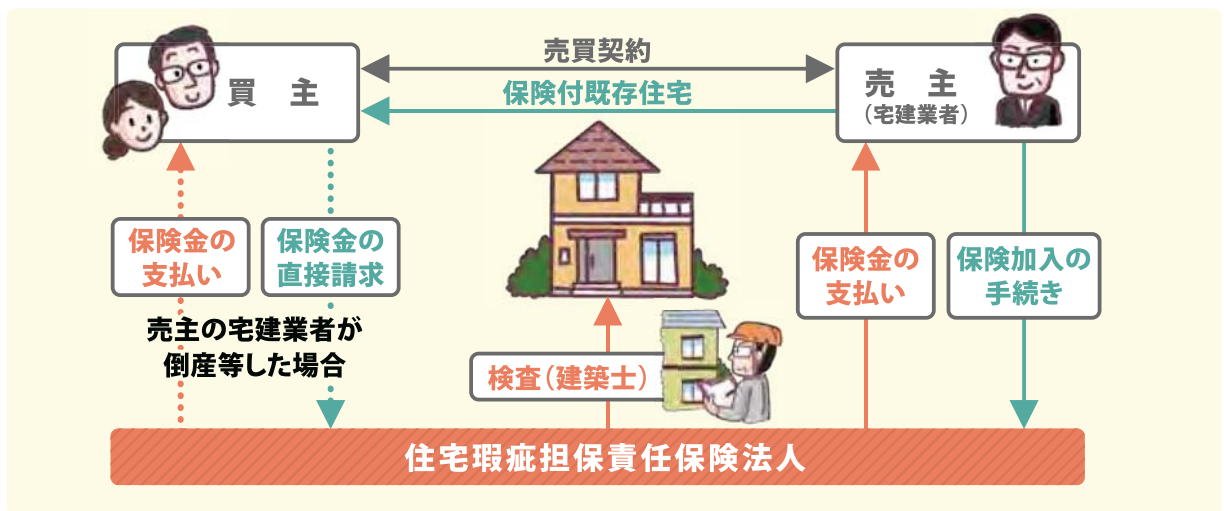 売買契約
買 主
保険付既存住宅
売 主
（宅建業者）
保険金の
支払い
保険金の
直接請求
保険金の
支払い
保険加入の
手続き
売主の宅建業者が
倒産等した場合
検査（建築士）
住宅瑕疵担保責任保険法人